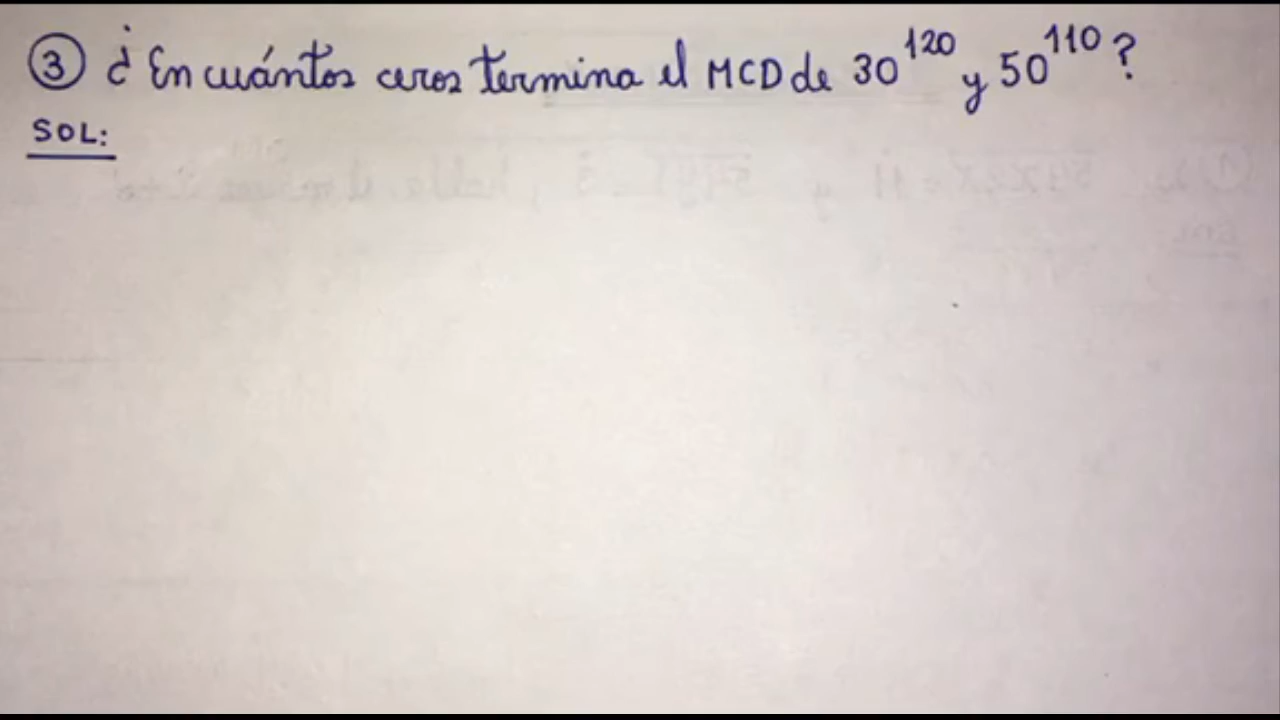 ③ ¿En cuántos ceros termina el MCD de 30^120 y 50^110?
SOL: